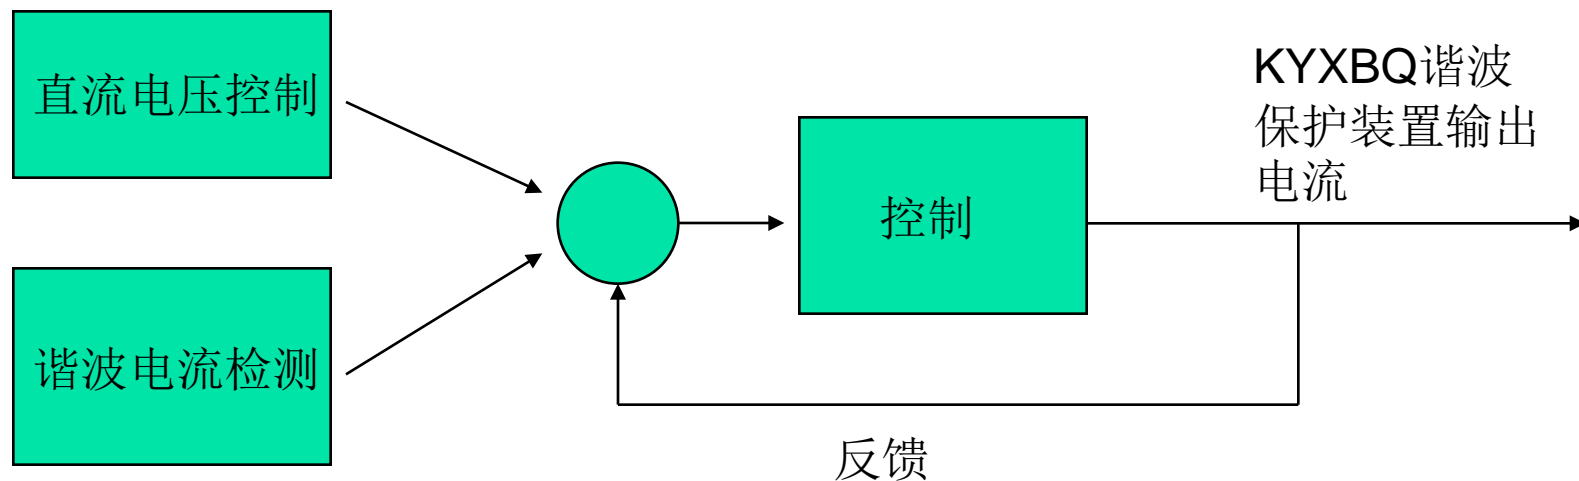 直流电压控制
KYXBQ谐波
保护装置输出
电流
控制
谐波电流检测
反馈